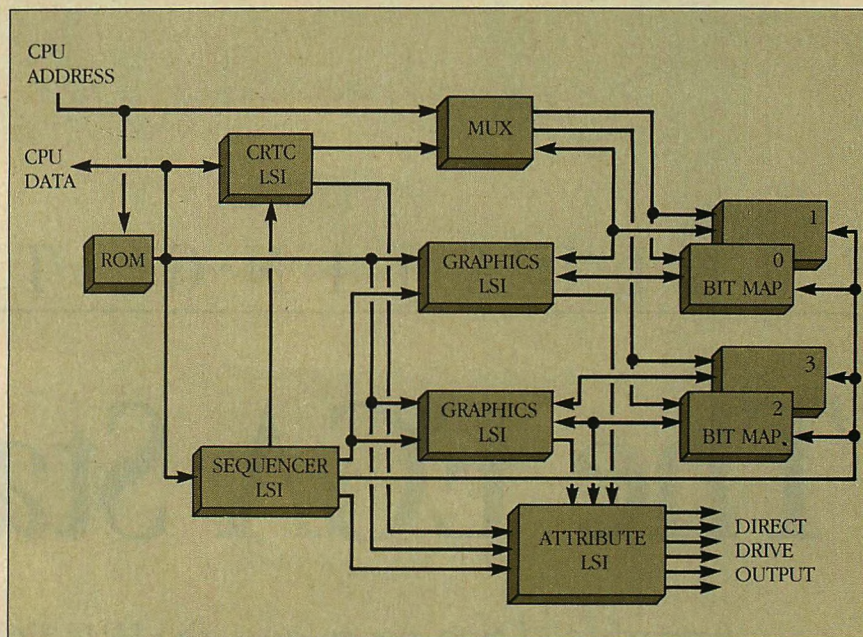 CPU
ADDRESS
MUX
CPU
DATA
CRTC
LSI
1
ROM
GRAPHICS
LSI
0
BIT MAP
3
GRAPHICS
LSI
2
BIT MAP
SEQUENCER
LSI
ATTRIBUTE
LSI
DIRECT
DRIVE
OUTPUT